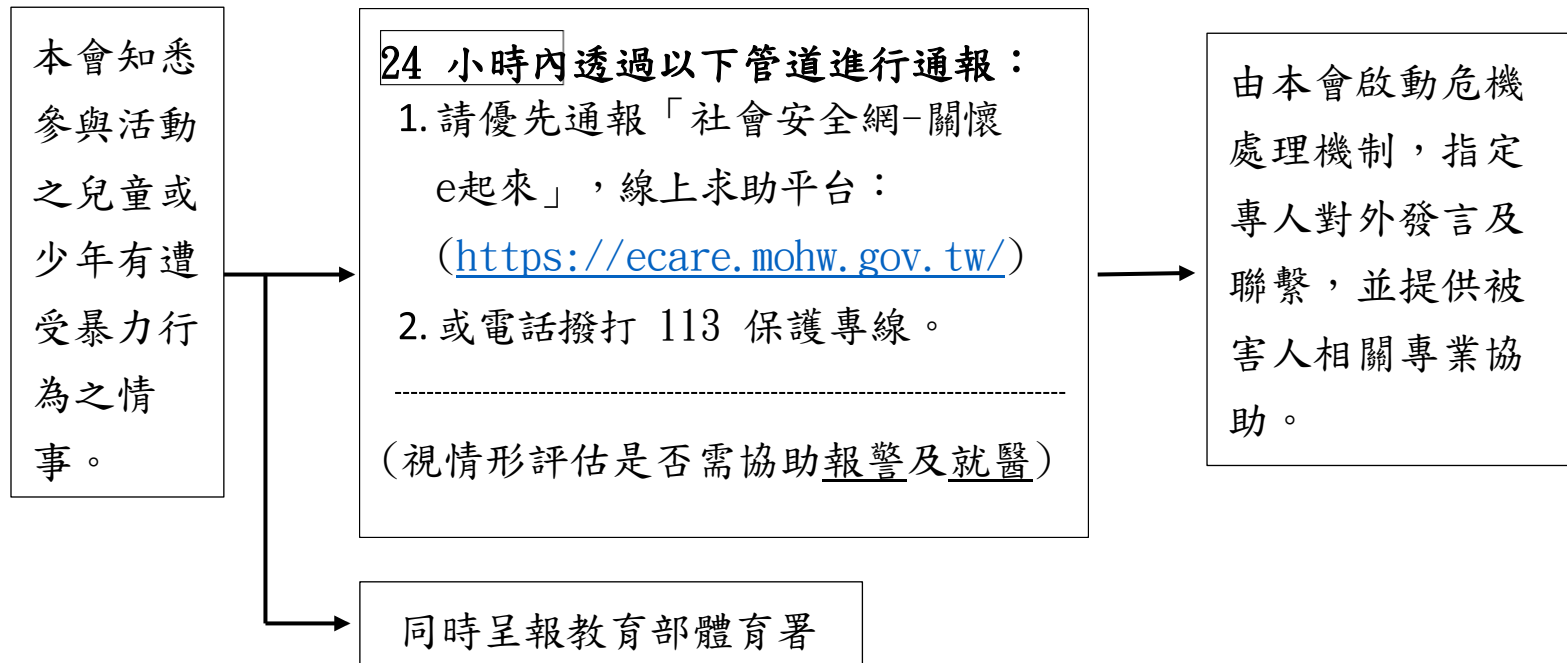 本會知悉
參與活動
之兒童或
少年有遭
受暴力行
為之情
事。
24 小時內透過以下管道進行通報：
1. 請優先通報「社會安全網-關懷
e起來」，線上求助平台：
(https://ecare.mohw.gov.tw/)
2. 或電話撥打 113 保護專線。
(視情形評估是否需協助報警及就醫)
由本會啟動危機
處理機制，指定
專人對外發言及
聯繫，並提供被
害人相關專業協
助。
同時呈報教育部體育署